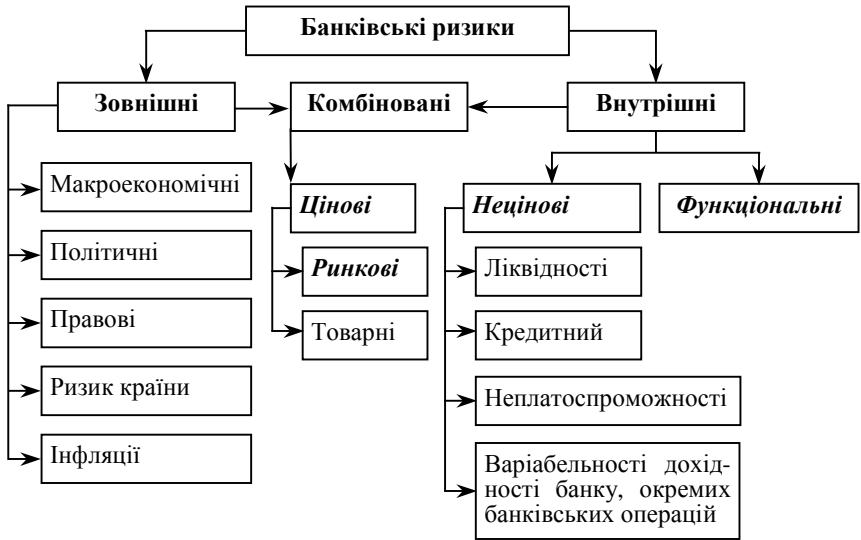 Банківські ризики
Зовнішні
Комбіновані
Внутрішні
Макроекономічні
Політичні
Правові
Ризик країни
Інфляції
Цінові
Ринкові
Товарні
Нецінові
Функціональні
Ліквідності
Кредитний
Неплатоспроможності
Варіабельності дохід-
ності банку, окремих
банківських операцій